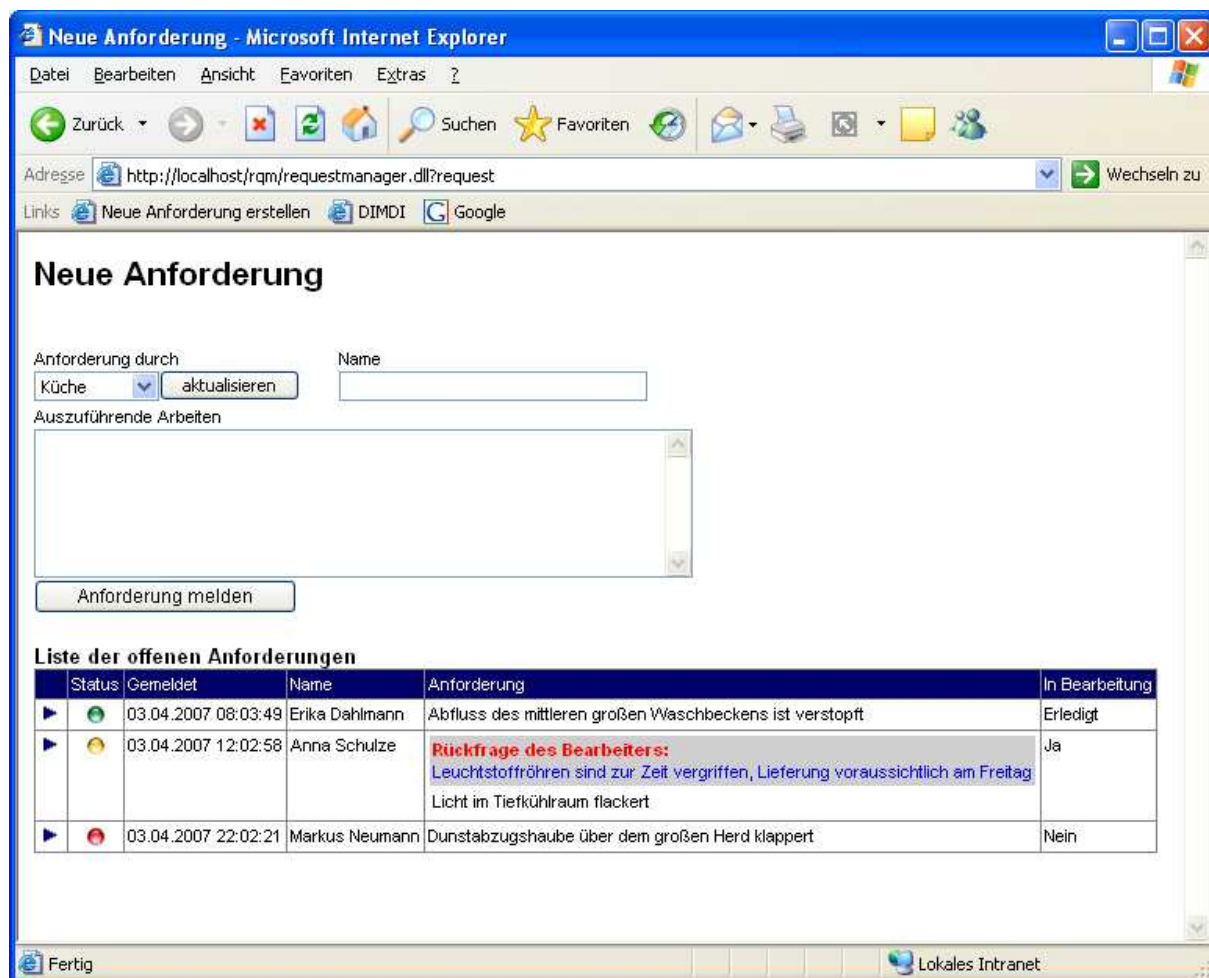 Neue Anforderung - Microsoft Internet Explorer
Datei Bearbeiten Ansicht Favoriten Extras ?
Zurück Suchen Favoriten
Adresse http://localhost/rqm/requestmanager.dll?request Wechseln zu
Links Neue Anforderung erstellen DIMDI G Google
Neue Anforderung
Anforderung durch Name
Küche aktualisieren
Auszuführende Arbeiten
Anforderung melden
Liste der offenen Anforderungen
Status Gemeldet Name Anforderung In Bearbeitung
03.04.2007 08:03:49 Erika Dahlmann Abfluss des mittleren großen Waschbeckens ist verstopft Erledigt
03.04.2007 12:02:58 Anna Schulze Rückfrage des Bearbeiters: Ja
Leuchtstoffröhren sind zur Zeit vergriffen, Lieferung voraussichtlich am Freitag
Licht im Tiefkühlraum flackert
03.04.2007 22:02:21 Markus Neumann Dunstabzugshaube über dem großen Herd klappert Nein
Fertig Lokales Intranet